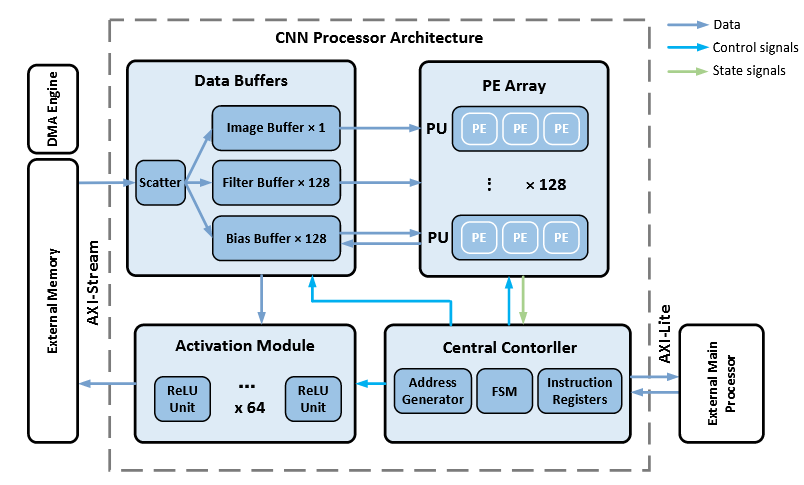 CNN Processor Architecture
Data
Control signals
State signals
DMA Engine
External Memory
AXI-Stream
Data Buffers
Scatter
Image Buffer × 1
Filter Buffer × 128
Bias Buffer × 128
PE Array
PU
PE PE PE
⋮ × 128
PU
PE PE PE
Activation Module
ReLU
Unit
...
x 64
ReLU
Unit
Central Contorller
Address
Generator
FSM
Instruction
Registers
AXI-Lite
External Main
Processor